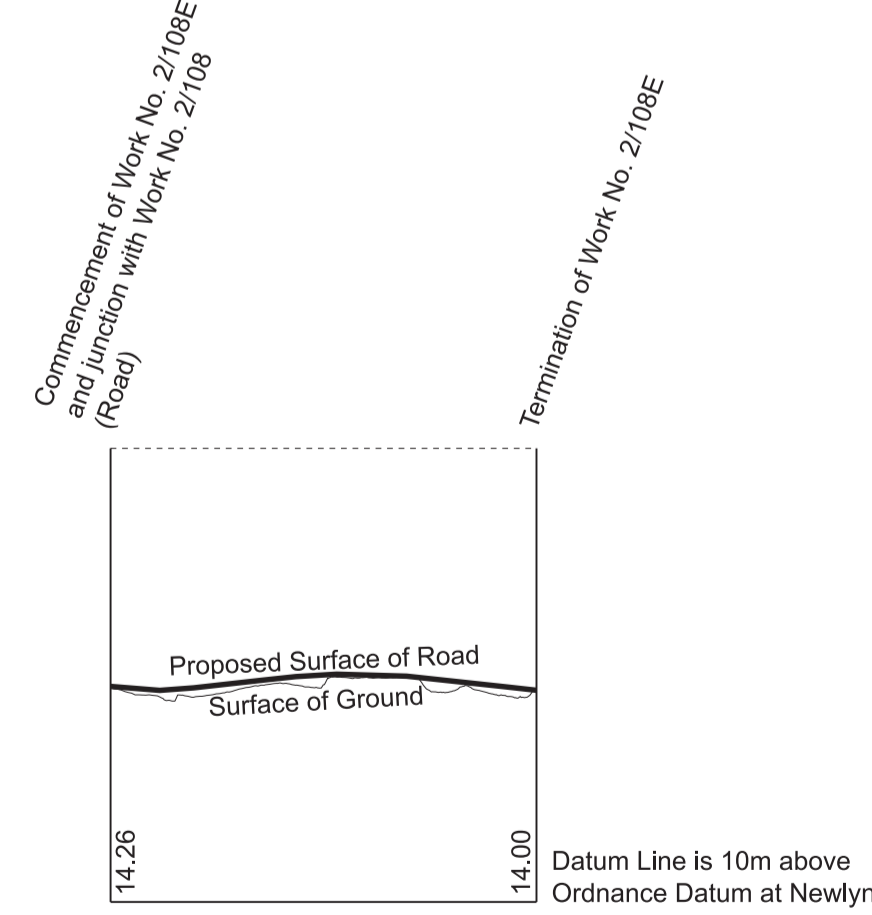 Commencement of Work No. 2/108E
and junction with Work No. 2/108
(Road)
Termination of Work No. 2/108E
Proposed Surface of Road
Surface of Ground
14.26
14.00
Datum Line is 10m above
Ordnance Datum at Newlyn